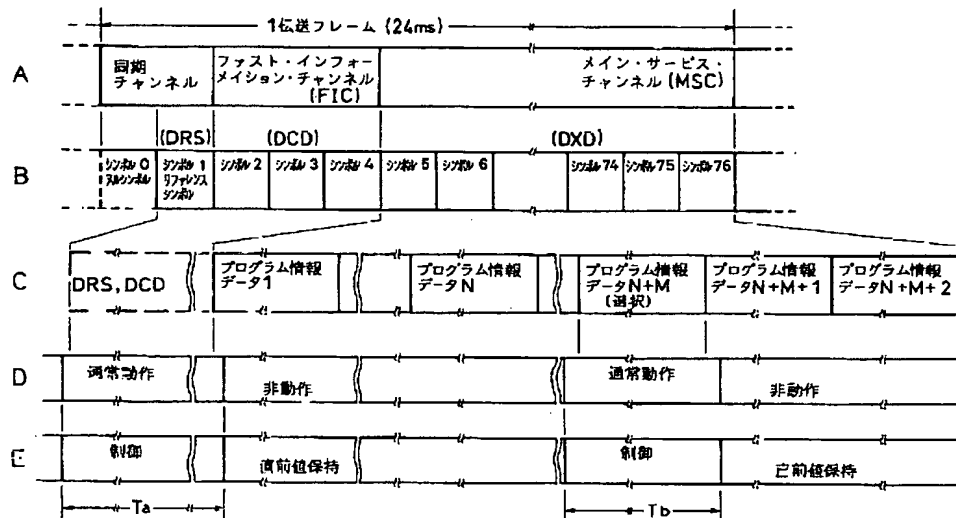 1伝送フレーム (24ms)
A
同期
チャンネル
ファスト・インフォー
メイション・チャンネル
(FIC)
メイン・サービス・
チャンネル(MSC)
(DRS)
(DCD)
(DXD)
B
シンボル 0
ヌルシンボル
シンボル 1
リファレンス
シンボル
シンボル 2
シンボル 3
シンボル 4
シンボル 5
シンボル 6
シンボル 74
シンボル 75
シンボル 76
C
DRS, DCD
プログラム情報
データ1
プログラム情報
データN
プログラム情報
データN+M
(選択)
プログラム情報
データN+M+1
プログラム情報
データN+M+2
D
通常動作
非動作
通常動作
非動作
E
制御
直前値保持
制御
直前値保持
Ta
Tb